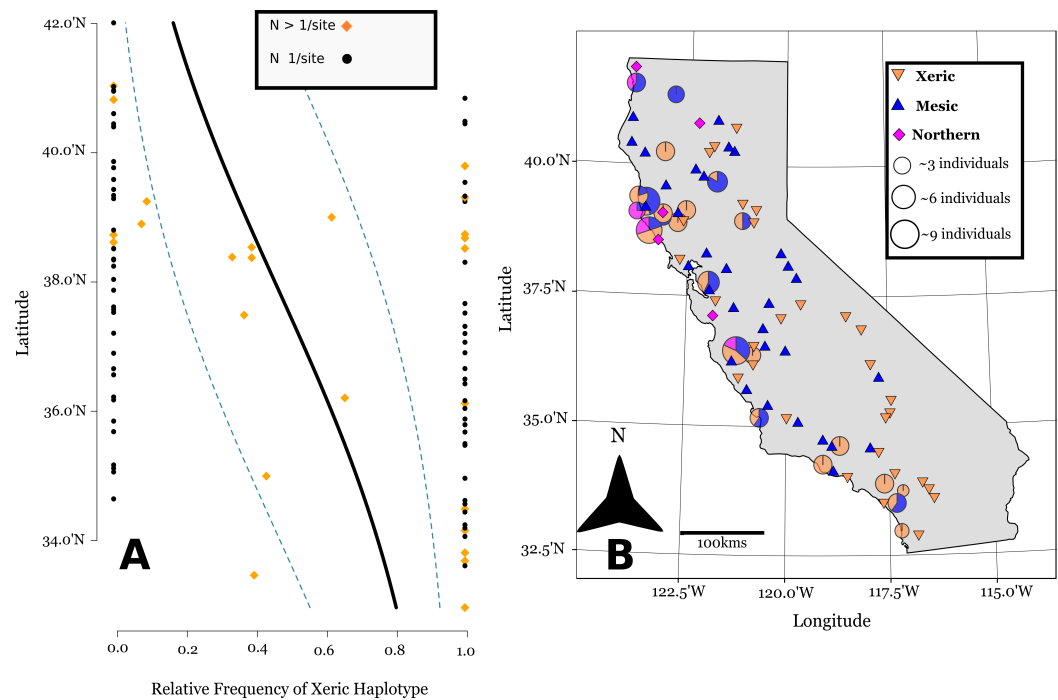 42.0'N
40.0'N
38.0'N
36.0'N
34.0'N
Latitude
N > 1/site
N 1/site
A
0.0
0.2
0.4
0.6
0.8
1.0
Relative Frequency of Xeric Haplotype
40.0'N
37.5'N
35.0'N
32.5'N
Latitude
Xeric
Mesic
Northern
~3 individuals
~6 individuals
~9 individuals
N
B
100kms
122.5'W
120.0'W
117.5'W
115.0'W
Longitude